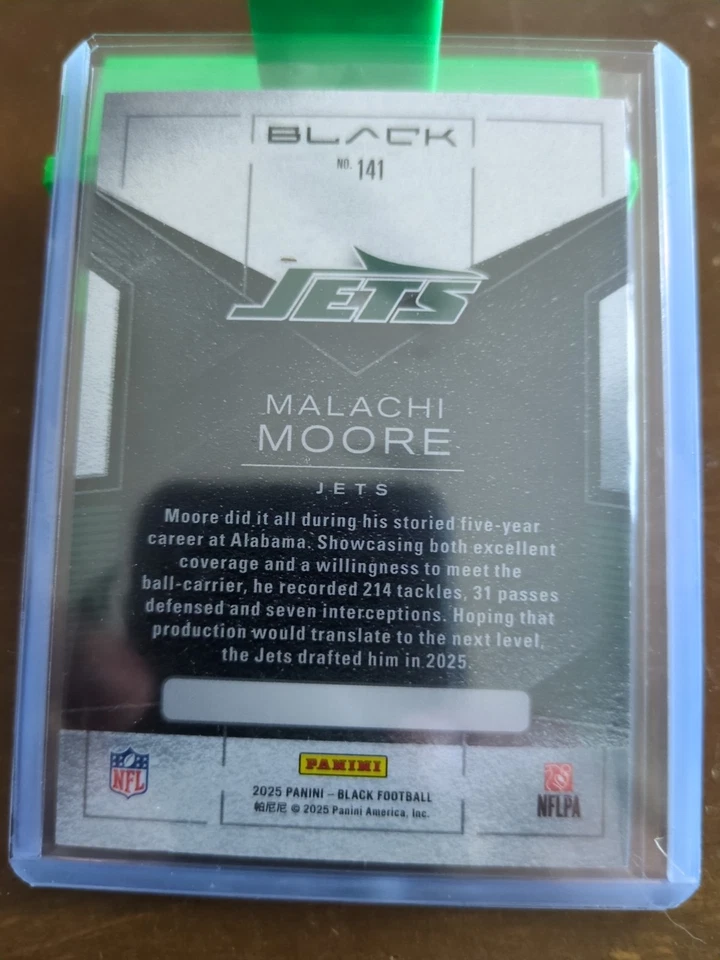 BLACK
NO. 141
JETS
MALACHI
MOORE
JETS
Moore did it all during his storied five-year
career at Alabama. Showcasing both excellent
coverage and a willingness to meet the
ball-carrier, he recorded 214 tackles, 31 passes
defensed and seven interceptions. Hoping that
production would translate to the next level,
the Jets drafted him in 2025.
NFL
PANINI
2025 PANINI – BLACK FOOTBALL
帕尼尼 © 2025 Panini America, Inc.
NFLPA